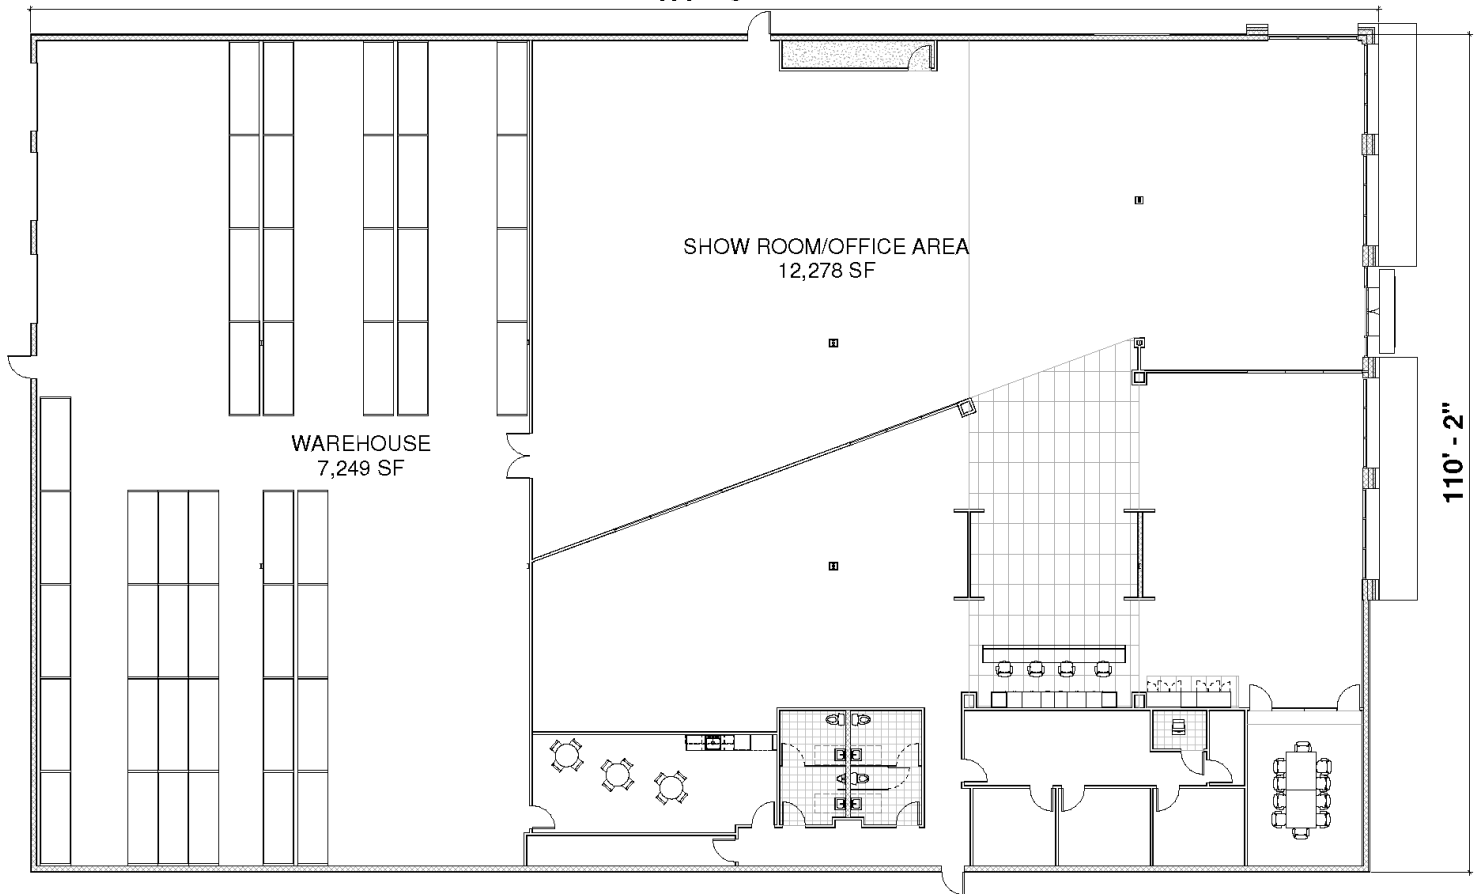 SHOW ROOM/OFFICE AREA
12,278 SF
WAREHOUSE
7,249 SF
110' - 2"